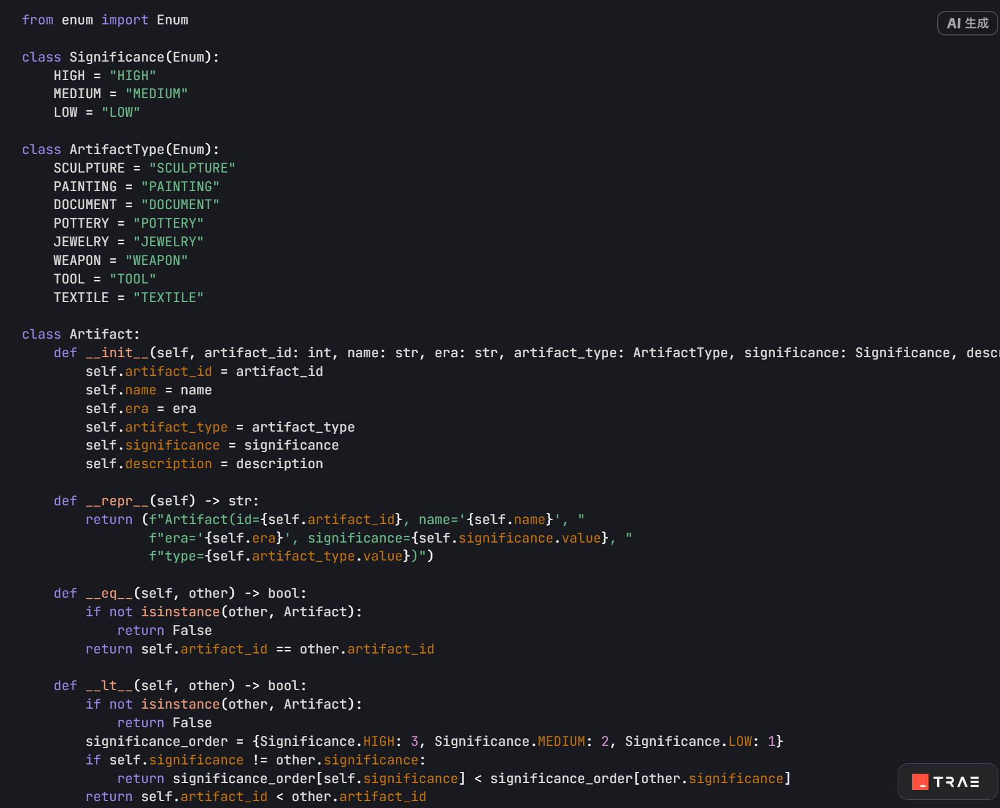 from enum import Enum
AI 生成
class Significance(Enum):
    HIGH = "HIGH"
    MEDIUM = "MEDIUM"
    LOW = "LOW"
class ArtifactType(Enum):
    SCULPTURE = "SCULPTURE"
    PAINTING = "PAINTING"
    DOCUMENT = "DOCUMENT"
    POTTERY = "POTTERY"
    JEWELRY = "JEWELRY"
    WEAPON = "WEAPON"
    TOOL = "TOOL"
    TEXTILE = "TEXTILE"
class Artifact:
    def __init__(self, artifact_id: int, name: str, era: str, artifact_type: ArtifactType, significance: Significance, desc
        self.artifact_id = artifact_id
        self.name = name
        self.era = era
        self.artifact_type = artifact_type
        self.significance = significance
        self.description = description
    def __repr__(self) -> str:
        return (f"Artifact(id={self.artifact_id}, name='{self.name}', "
                f"era='{self.era}', significance={self.significance.value}, "
                f"type={self.artifact_type.value})")
    def __eq__(self, other) -> bool:
        if not isinstance(other, Artifact):
            return False
        return self.artifact_id == other.artifact_id
    def __lt__(self, other) -> bool:
        if not isinstance(other, Artifact):
            return False
        significance_order = {Significance.HIGH: 3, Significance.MEDIUM: 2, Significance.LOW: 1}
        if self.significance != other.significance:
            return significance_order[self.significance] < significance_order[other.significance]
        return self.artifact_id < other.artifact_id
TRAE